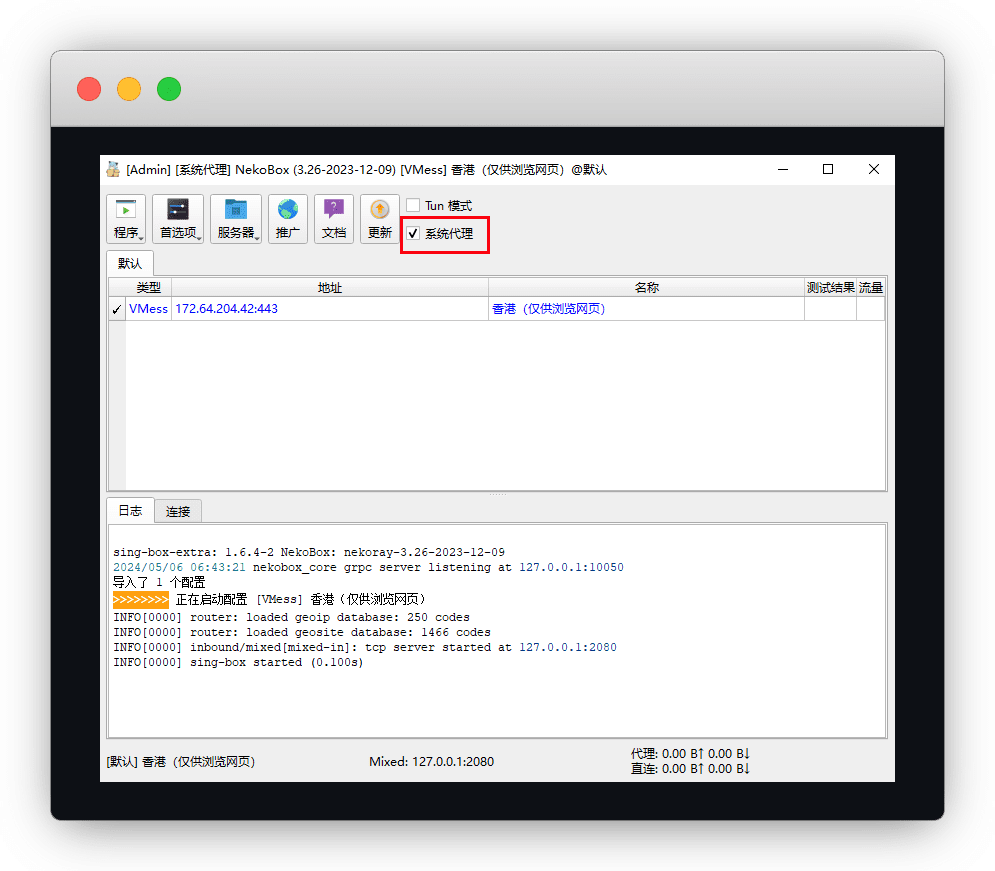 [Admin] [系统代理] NekoBox (3.26-2023-12-09) [VMess] 香港（仅供浏览网页）@默认
程序 首选项 服务器 推广 文档 更新
Tun 模式
系统代理
默认
类型 地址 名称 测试结果 流量
VMess 172.64.204.42:443 香港（仅供浏览网页）
日志 连接
sing-box-extra: 1.6.4-2 NekoBox: nekoray-3.26-2023-12-09
2024/05/06 06:43:21 nekobox_core grpc server listening at 127.0.0.1:10050
导入了 1 个配置
>>>>>>>> 正在启动配置 [VMess] 香港（仅供浏览网页）
INFO[0000] router: loaded geoip database: 250 codes
INFO[0000] router: loaded geosite database: 1466 codes
INFO[0000] inbound/mixed[mixed-in]: tcp server started at 127.0.0.1:2080
INFO[0000] sing-box started (0.100s)
[默认] 香港（仅供浏览网页） Mixed: 127.0.0.1:2080
代理: 0.00 B↑ 0.00 B↓
直连: 0.00 B↑ 0.00 B↓